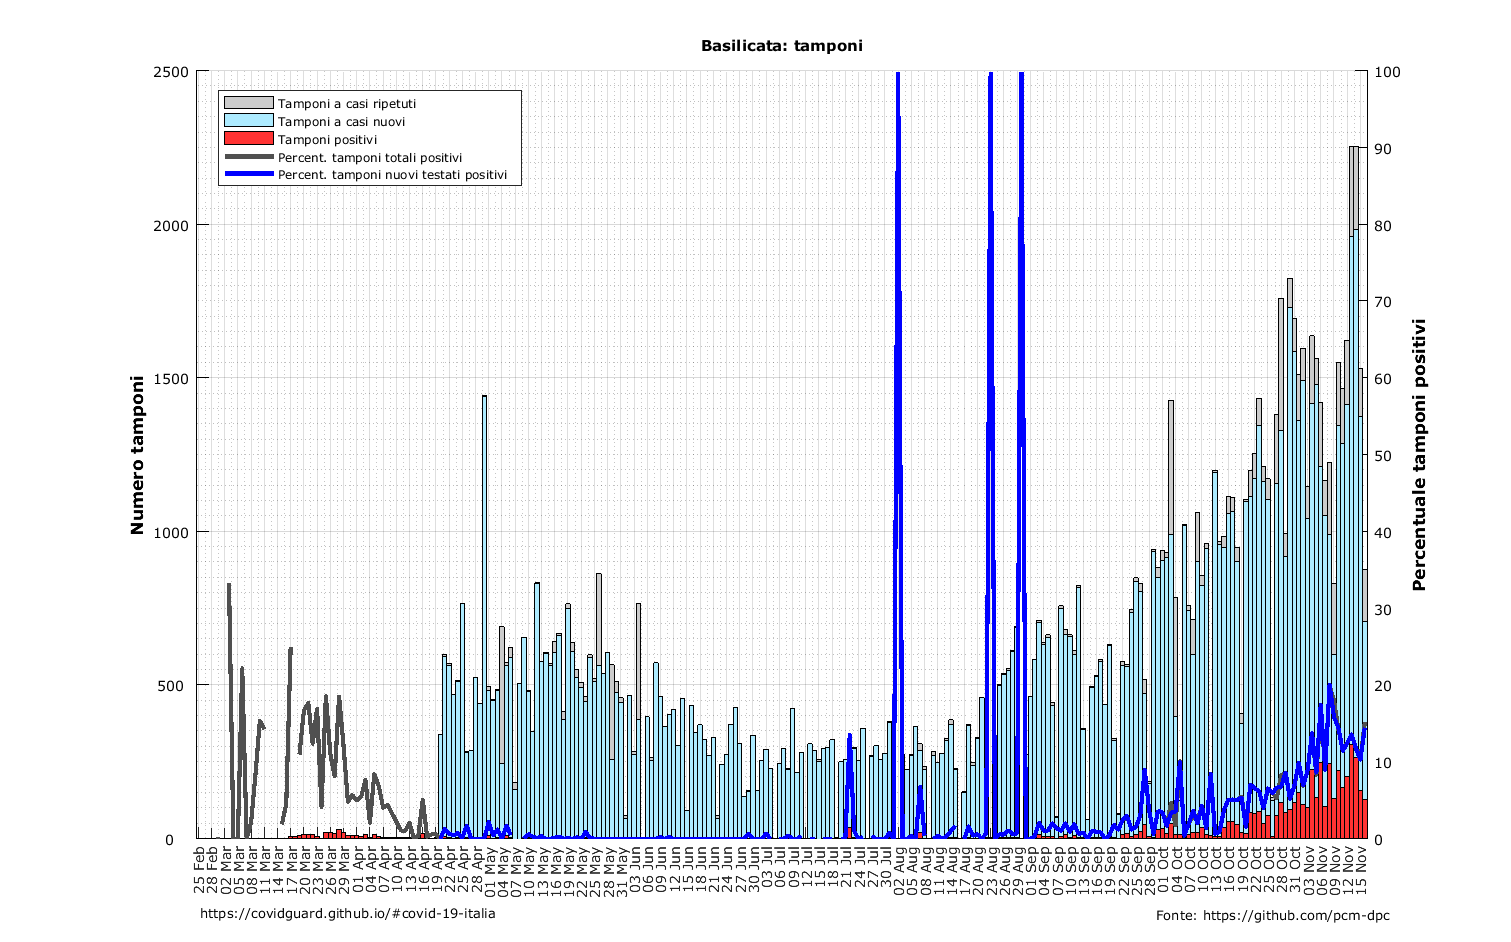 Basilicata: tamponi
Tamponi a casi ripetuti
Tamponi a casi nuovi
Tamponi positivi
Percent. tamponi totali positivi
Percent. tamponi nuovi testati positivi
Numero tamponi
2500
2000
1500
1000
500
0
Percentuale tamponi positivi
100
90
80
70
60
50
40
30
20
10
0
25 Feb
28 Feb
02 Mar
05 Mar
08 Mar
11 Mar
14 Mar
17 Mar
20 Mar
23 Mar
26 Mar
29 Mar
01 Apr
04 Apr
07 Apr
10 Apr
13 Apr
16 Apr
19 Apr
22 Apr
25 Apr
28 Apr
01 May
04 May
07 May
10 May
13 May
16 May
19 May
22 May
25 May
28 May
31 May
03 Jun
06 Jun
09 Jun
12 Jun
15 Jun
18 Jun
21 Jun
24 Jun
27 Jun
30 Jun
03 Jul
06 Jul
09 Jul
12 Jul
15 Jul
18 Jul
21 Jul
24 Jul
27 Jul
30 Jul
02 Aug
05 Aug
08 Aug
11 Aug
14 Aug
17 Aug
20 Aug
23 Aug
26 Aug
29 Aug
01 Sep
04 Sep
07 Sep
10 Sep
13 Sep
16 Sep
19 Sep
22 Sep
25 Sep
28 Sep
01 Oct
04 Oct
07 Oct
10 Oct
13 Oct
16 Oct
19 Oct
22 Oct
25 Oct
28 Oct
31 Oct
03 Nov
06 Nov
09 Nov
12 Nov
15 Nov
https://covidguard.github.io/#covid-19-italia
Fonte: https://github.com/pcm-dpc